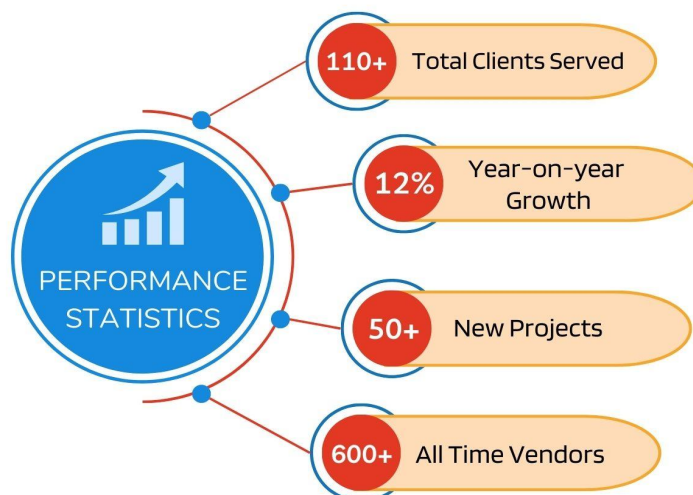 PERFORMANCE
STATISTICS
110+ Total Clients Served
12% Year-on-year
Growth
50+ New Projects
600+ All Time Vendors